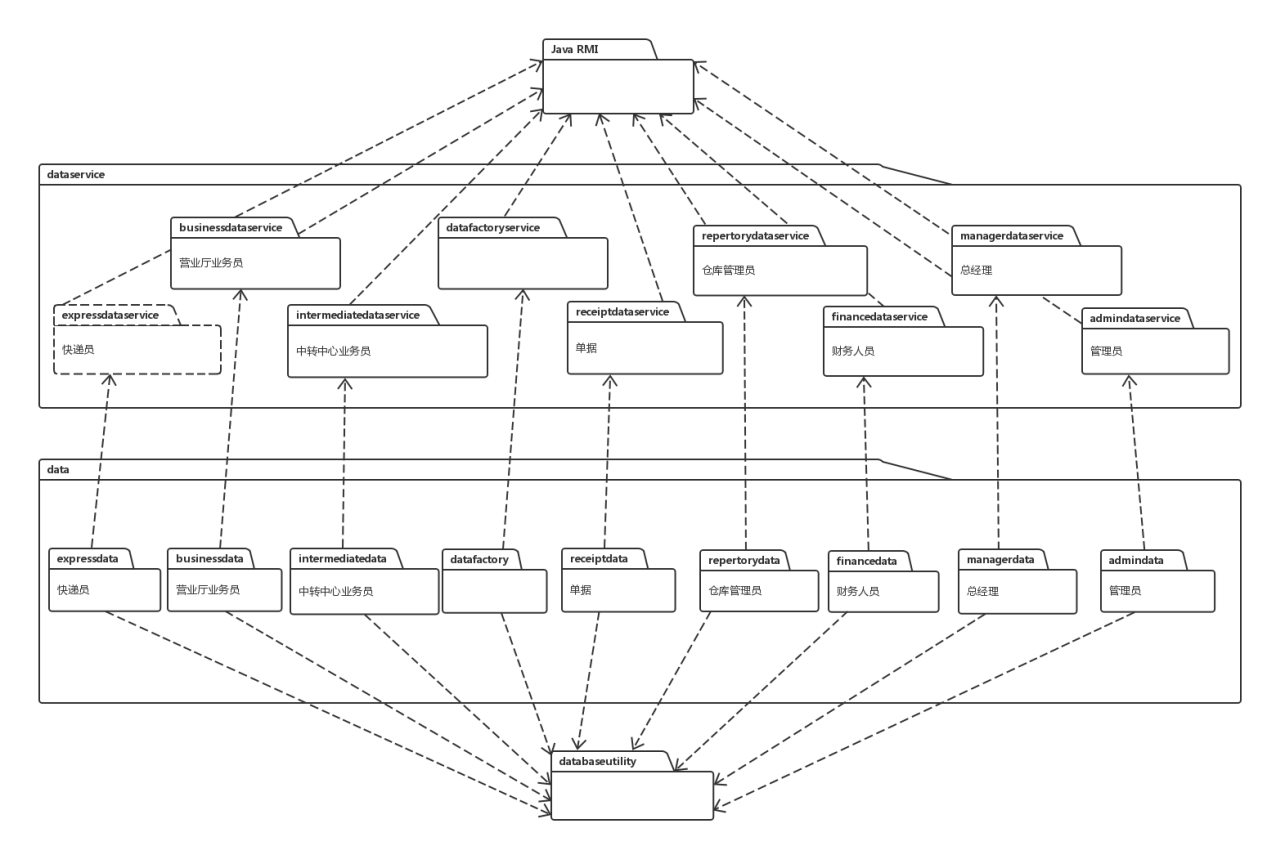 Java RMI
dataservice
businessdataservice
营业厅业务员
datafactoryservice
repertorydataservice
仓库管理员
managerdataservice
总经理
expressdataservice
快递员
intermediatedataservice
中转中心业务员
receiptdataservice
单据
financedataservice
财务人员
admindataservice
管理员
data
expressdata
快递员
businessdata
营业厅业务员
intermediatedata
中转中心业务员
datafactory
receiptdata
单据
repertorydata
仓库管理员
financedata
财务人员
managerdata
总经理
admindata
管理员
databaseutility